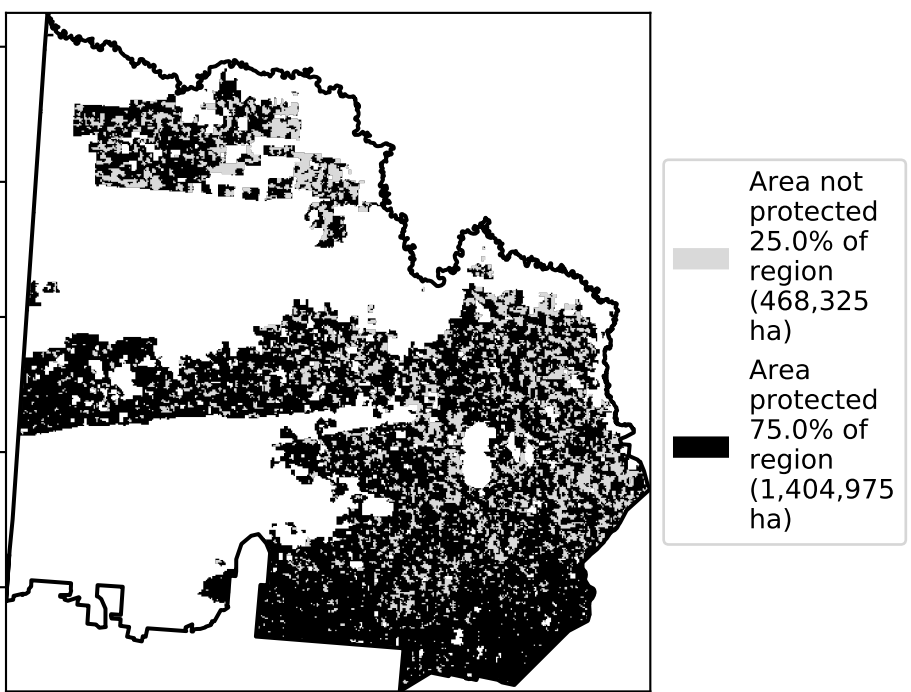 Area not
protected
25.0% of
region
(468,325
ha)
Area
protected
75.0% of
region
(1,404,975
ha)